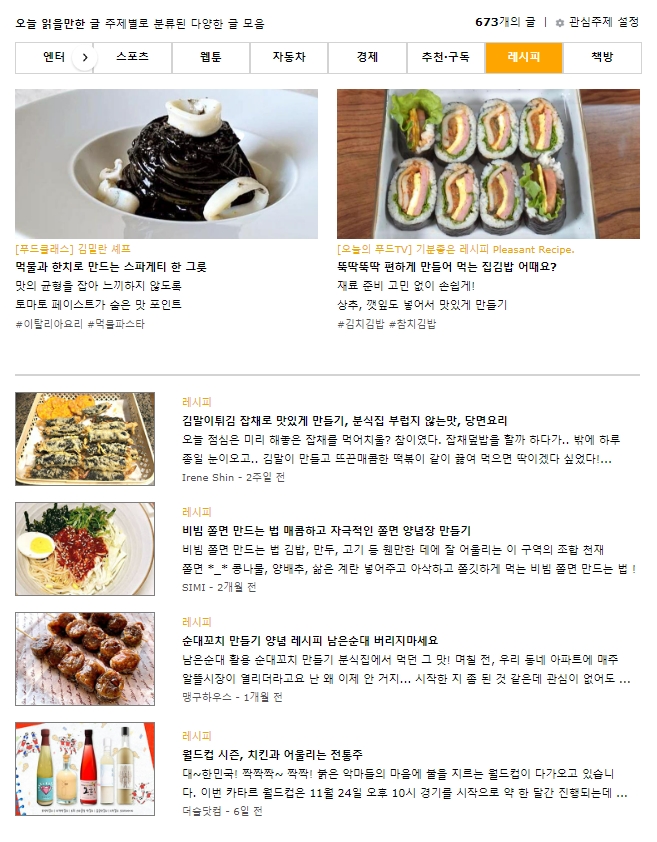 오늘 읽을만한 글 주제별로 분류된 다양한 글 모음
673개의 글 | 관심주제 설정
엔터 스포츠 웹툰 자동차 경제 추천·구독 레시피 책방
[푸드클래스] 김밀란 셰프
먹물과 한치로 만드는 스파게티 한 그릇
맛의 균형을 잡아 느끼하지 않도록
토마토 페이스트가 숨은 맛 포인트
#이탈리아요리 #먹물파스타
[오늘의 푸드TV] 기분좋은 레시피 Pleasant Recipe.
뚝딱뚝딱 편하게 만들어 먹는 집김밥 어때요?
재료 준비 고민 없이 손쉽게!
상추, 깻잎도 넣어서 맛있게 만들기
#김치김밥 #참치김밥
레시피
김말이튀김 잡채로 맛있게 만들기, 분식집 부럽지 않는맛, 당면요리
오늘 점심은 미리 해놓은 잡채를 먹어치울? 참이였다. 잡채덮밥을 할까 하다가.. 밖에 하루
종일 눈이오고.. 김말이 만들고 뜨끈매콤한 떡볶이 같이 끓여 먹으면 딱이겠다 싶었다!...
Irene Shin - 2주일 전
레시피
비빔 쫄면 만드는 법 매콤하고 자극적인 쫄면 양념장 만들기
비빔 쫄면 만드는 법 김밥, 만두, 고기 등 웬만한 데에 잘 어울리는 이 구역의 조합 천재
쫄면 *_* 콩나물, 양배추, 삶은 계란 넣어주고 아삭하고 쫄깃하게 먹는 비빔 쫄면 만드는 법 !
SIMI - 2개월 전
레시피
순대꼬치 만들기 양념 레시피 남은순대 버리지마세요
남은순대 활용 순대꼬치 만들기 분식집에서 먹던 그 맛! 며칠 전, 우리 동네 아파트에 매주
알뜰시장이 열리더라고요 난 왜 이제 안 거지... 시작한 지 좀 된 것 같은데 관심이 없어도 ...
맹구하우스 - 1개월 전
레시피
월드컵 시즌, 치킨과 어울리는 전통주
대~한민국! 짝짝짝~ 짝짝! 붉은 악마들의 마음에 불을 지르는 월드컵이 다가오고 있습니
다. 이번 카타르 월드컵은 11월 24일 오후 10시 경기를 시작으로 약 한 달간 진행되는데 ...
더술닷컴 - 6일 전